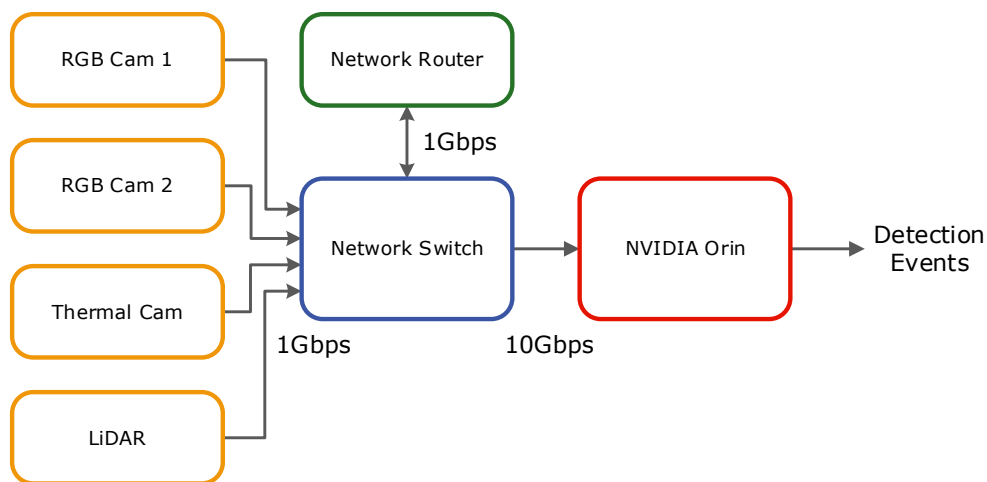 RGB Cam 1
Network Router
1Gbps
RGB Cam 2
Network Switch
NVIDIA Orin
Detection
Events
Thermal Cam
1Gbps
10Gbps
LiDAR